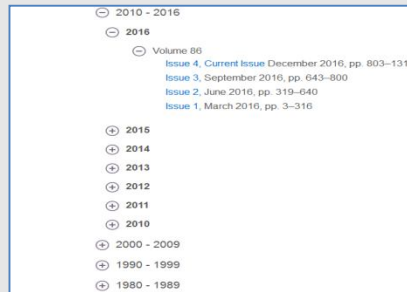 2010 - 2016
2016
Volume 86
Issue 4, Current Issue December 2016, pp. 803–131
Issue 3, September 2016, pp. 643–800
Issue 2, June 2016, pp. 319–640
Issue 1, March 2016, pp. 3–316
2015
2014
2013
2012
2011
2010
2000 - 2009
1990 - 1999
1980 - 1989